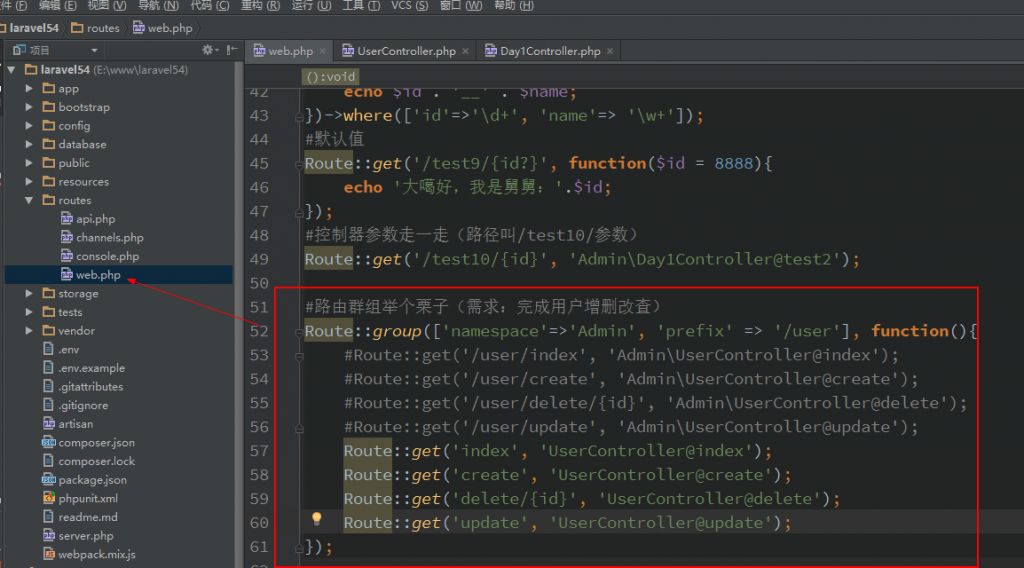 件 (F) 编辑 (E) 视图 (V) 导航 (N) 代码 (C) 重构 (R) 运行 (U) 工具 (T) VCS (S) 窗口 (W) 帮助 (H)
laravel54 routes web.php
项目
web.php UserController.php Day1Controller.php
laravel54 (E:\www\laravel54)
app
bootstrap
config
database
public
resources
routes
api.php
channels.php
console.php
web.php
storage
tests
vendor
.env
.env.example
.gitattributes
.gitignore
artisan
composer.json
composer.lock
package.json
phpunit.xml
readme.md
server.php
webpack.mix.js
():void
42 echo $id . '__' . $name;
43 })->where(['id'=>'\d+', 'name'=> '\w+']);
44 #默认值
45 Route::get('/test9/{id?}', function($id = 8888){
46 echo '大噶好，我是舅舅：'.$id;
47 });
48 #控制器参数走一走（路径叫/test10/参数）
49 Route::get('/test10/{id}', 'Admin\Day1Controller@test2');
50
51 #路由群组举个栗子（需求：完成用户增删改查）
52 Route::group(['namespace'=>'Admin', 'prefix' => '/user'], function(){
53 #Route::get('/user/index', 'Admin\UserController@index');
54 #Route::get('/user/create', 'Admin\UserController@create');
55 #Route::get('/user/delete/{id}', 'Admin\UserController@delete');
56 #Route::get('/user/update', 'Admin\UserController@update');
57 Route::get('index', 'UserController@index');
58 Route::get('create', 'UserController@create');
59 Route::get('delete/{id}', 'UserController@delete');
60 Route::get('update', 'UserController@update');
61 });